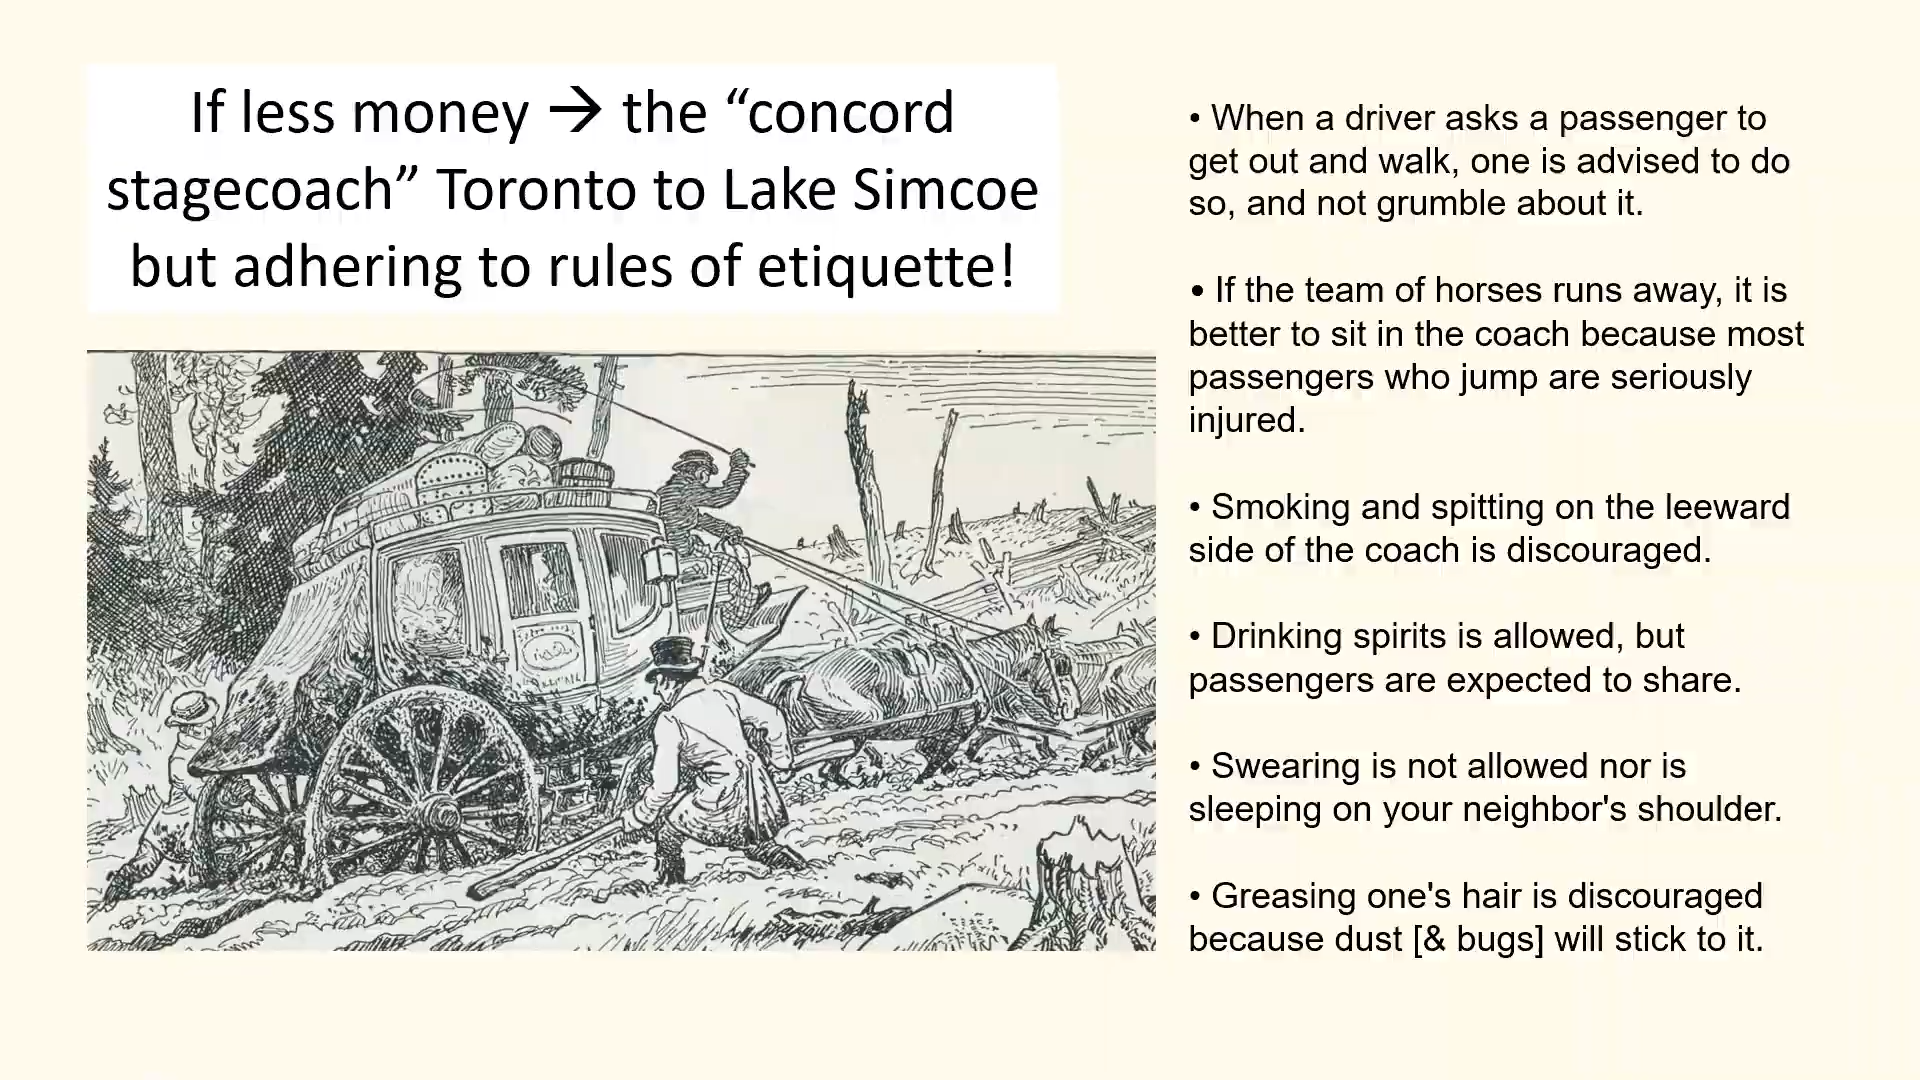 If less money → the “concord
stagecoach” Toronto to Lake Simcoe
but adhering to rules of etiquette!
• When a driver asks a passenger to
get out and walk, one is advised to do
so, and not grumble about it.
• If the team of horses runs away, it is
better to sit in the coach because most
passengers who jump are seriously
injured.
• Smoking and spitting on the leeward
side of the coach is discouraged.
• Drinking spirits is allowed, but
passengers are expected to share.
• Swearing is not allowed nor is
sleeping on your neighbor's shoulder.
• Greasing one's hair is discouraged
because dust [& bugs] will stick to it.